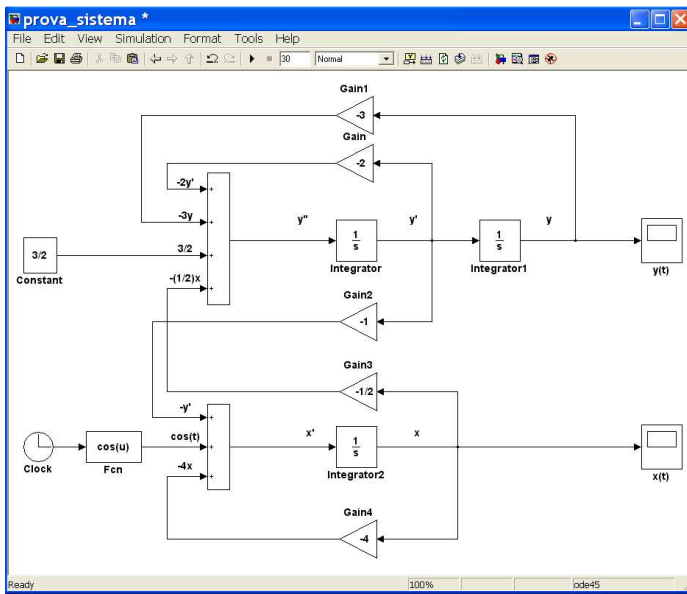 prova_sistema *
File Edit View Simulation Format Tools Help
30 Normal
Gain1
-3
Gain
-2
-2y'
-3y
y''
y'
y
3/2
3/2
1
s
1
s
Constant
Integrator
Integrator1
y(t)
-(1/2)x
Gain2
-1
Gain3
-1/2
-y'
cos(t)
x'
x
cos(u)
1
s
Clock
Fcn
-4x
Integrator2
x(t)
Gain4
-4
Ready
100%
ode45